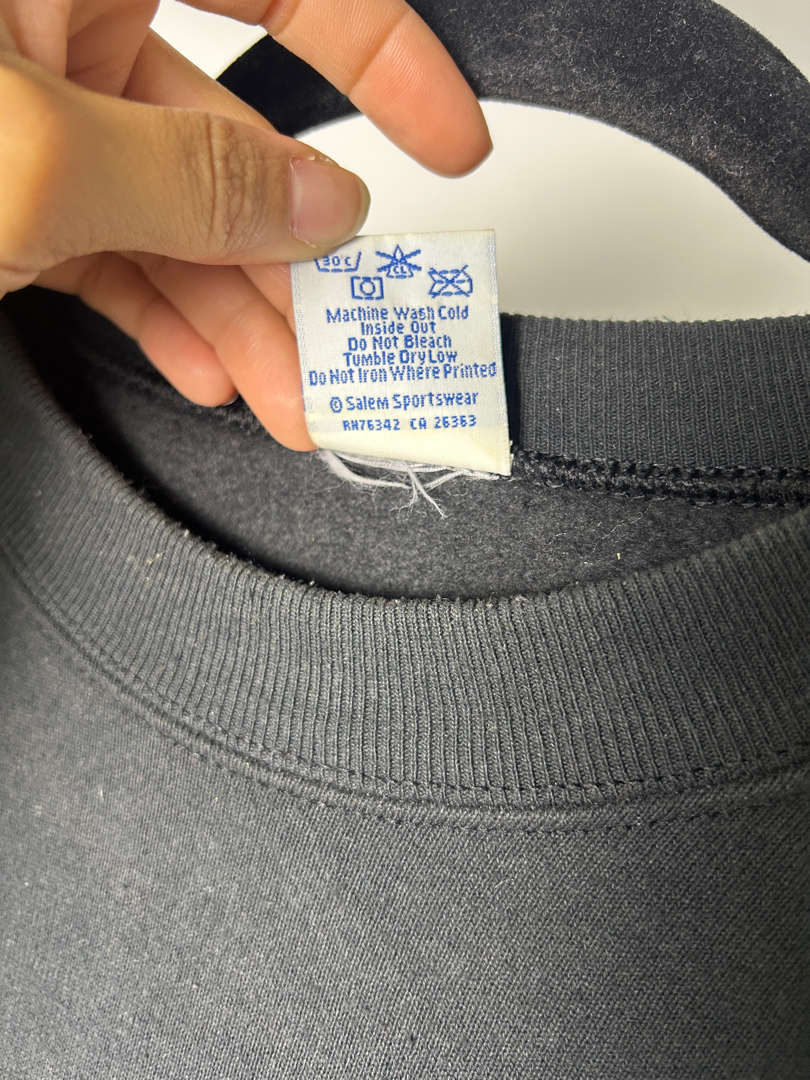 30C CL
Machine Wash Cold
Inside Out
Do Not Bleach
Tumble Dry Low
Do Not Iron Where Printed
© Salem Sportswear
RN76342 CA 26363